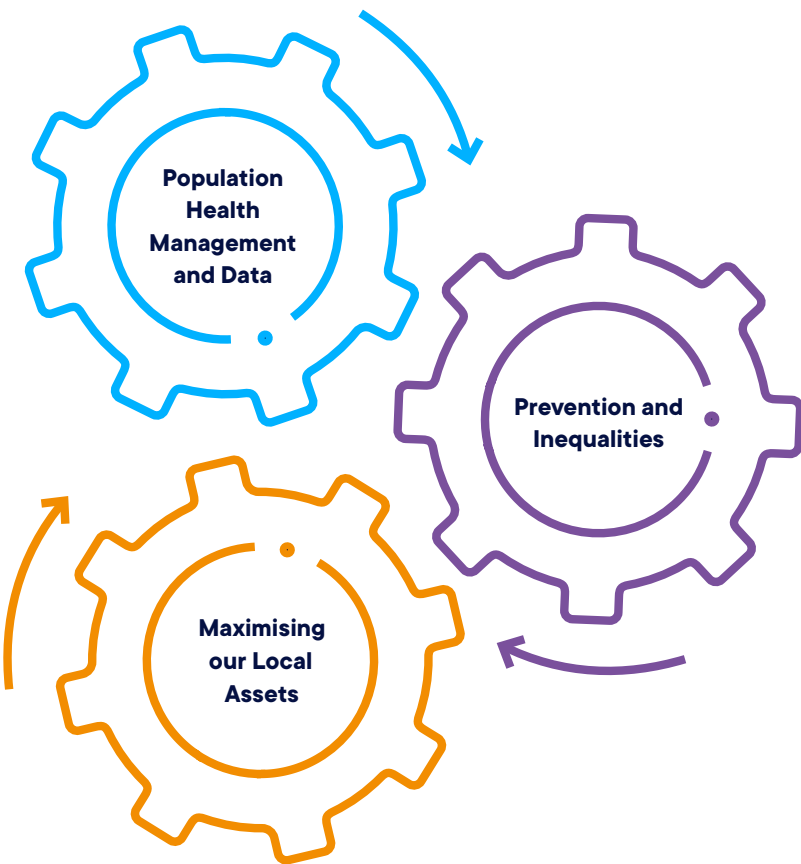 Population
Health
Management
and Data
Prevention and
Inequalities
Maximising
our Local
Assets